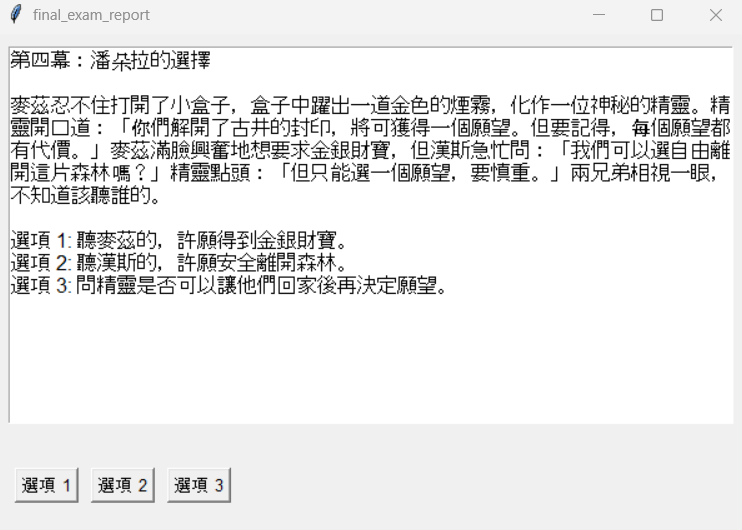 final_exam_report
第四幕：潘朵拉的選擇
麥茲忍不住打開了小盒子，盒子中躍出一道金色的煙霧，化作一位神秘的精靈。精
靈開口道：「你們解開了古井的封印，將可獲得一個願望。但要記得，每個願望都
有代價。」麥茲滿臉興奮地想要求金銀財寶，但漢斯急忙問：「我們可以選自由離
開這片森林嗎？」精靈點頭：「但只能選一個願望，要慎重。」兩兄弟相視一眼，
不知道該聽誰的。
選項 1: 聽麥茲的，許願得到金銀財寶。
選項 2: 聽漢斯的，許願安全離開森林。
選項 3: 問精靈是否可以讓他們回家後再決定願望。
選項 1 選項 2 選項 3